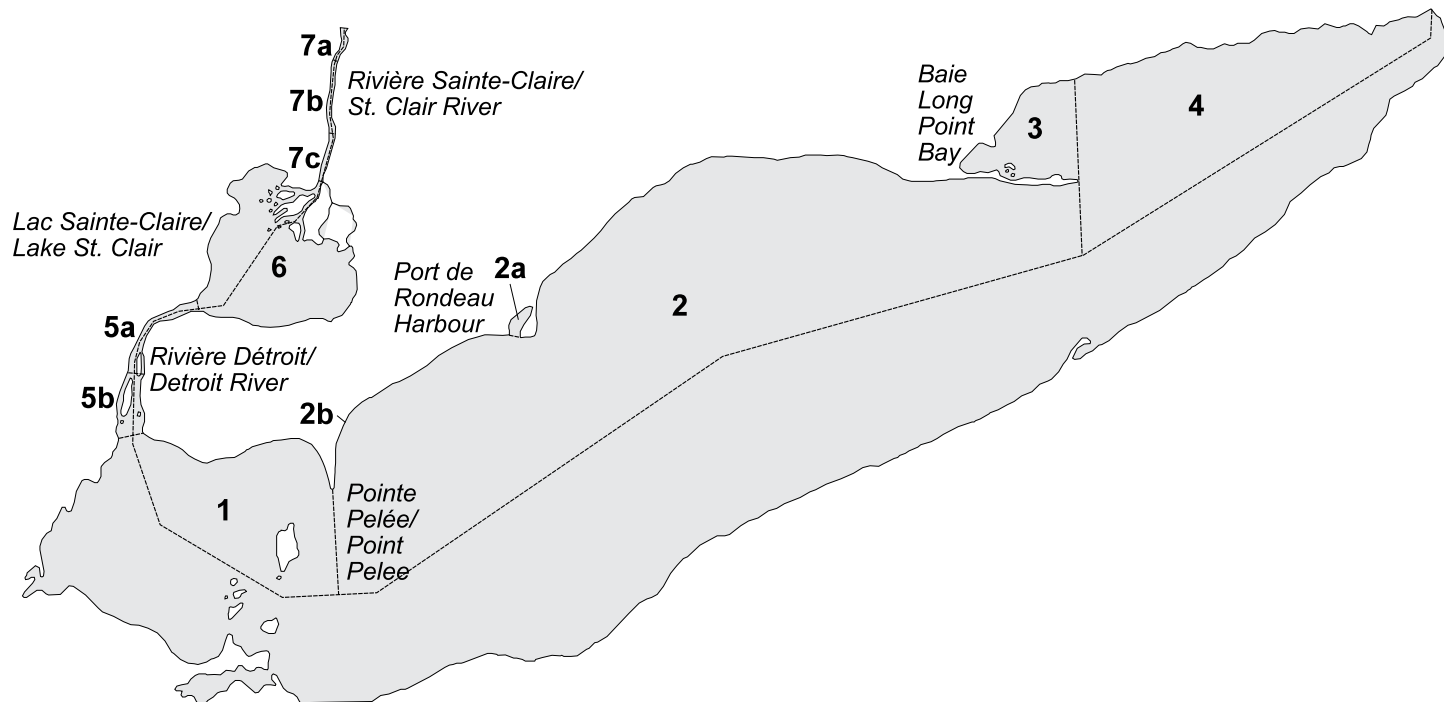 7a
Rivière Sainte-Claire/
St. Clair River
7b
7c
Baie
Long
Point
Bay
3
4
Lac Sainte-Claire/
Lake St. Clair
6
Port de
Rondeau
Harbour
2a
2
5a
Rivière Détroit/
Detroit River
5b
2b
1
Pointe
Pelée/
Point
Pelee